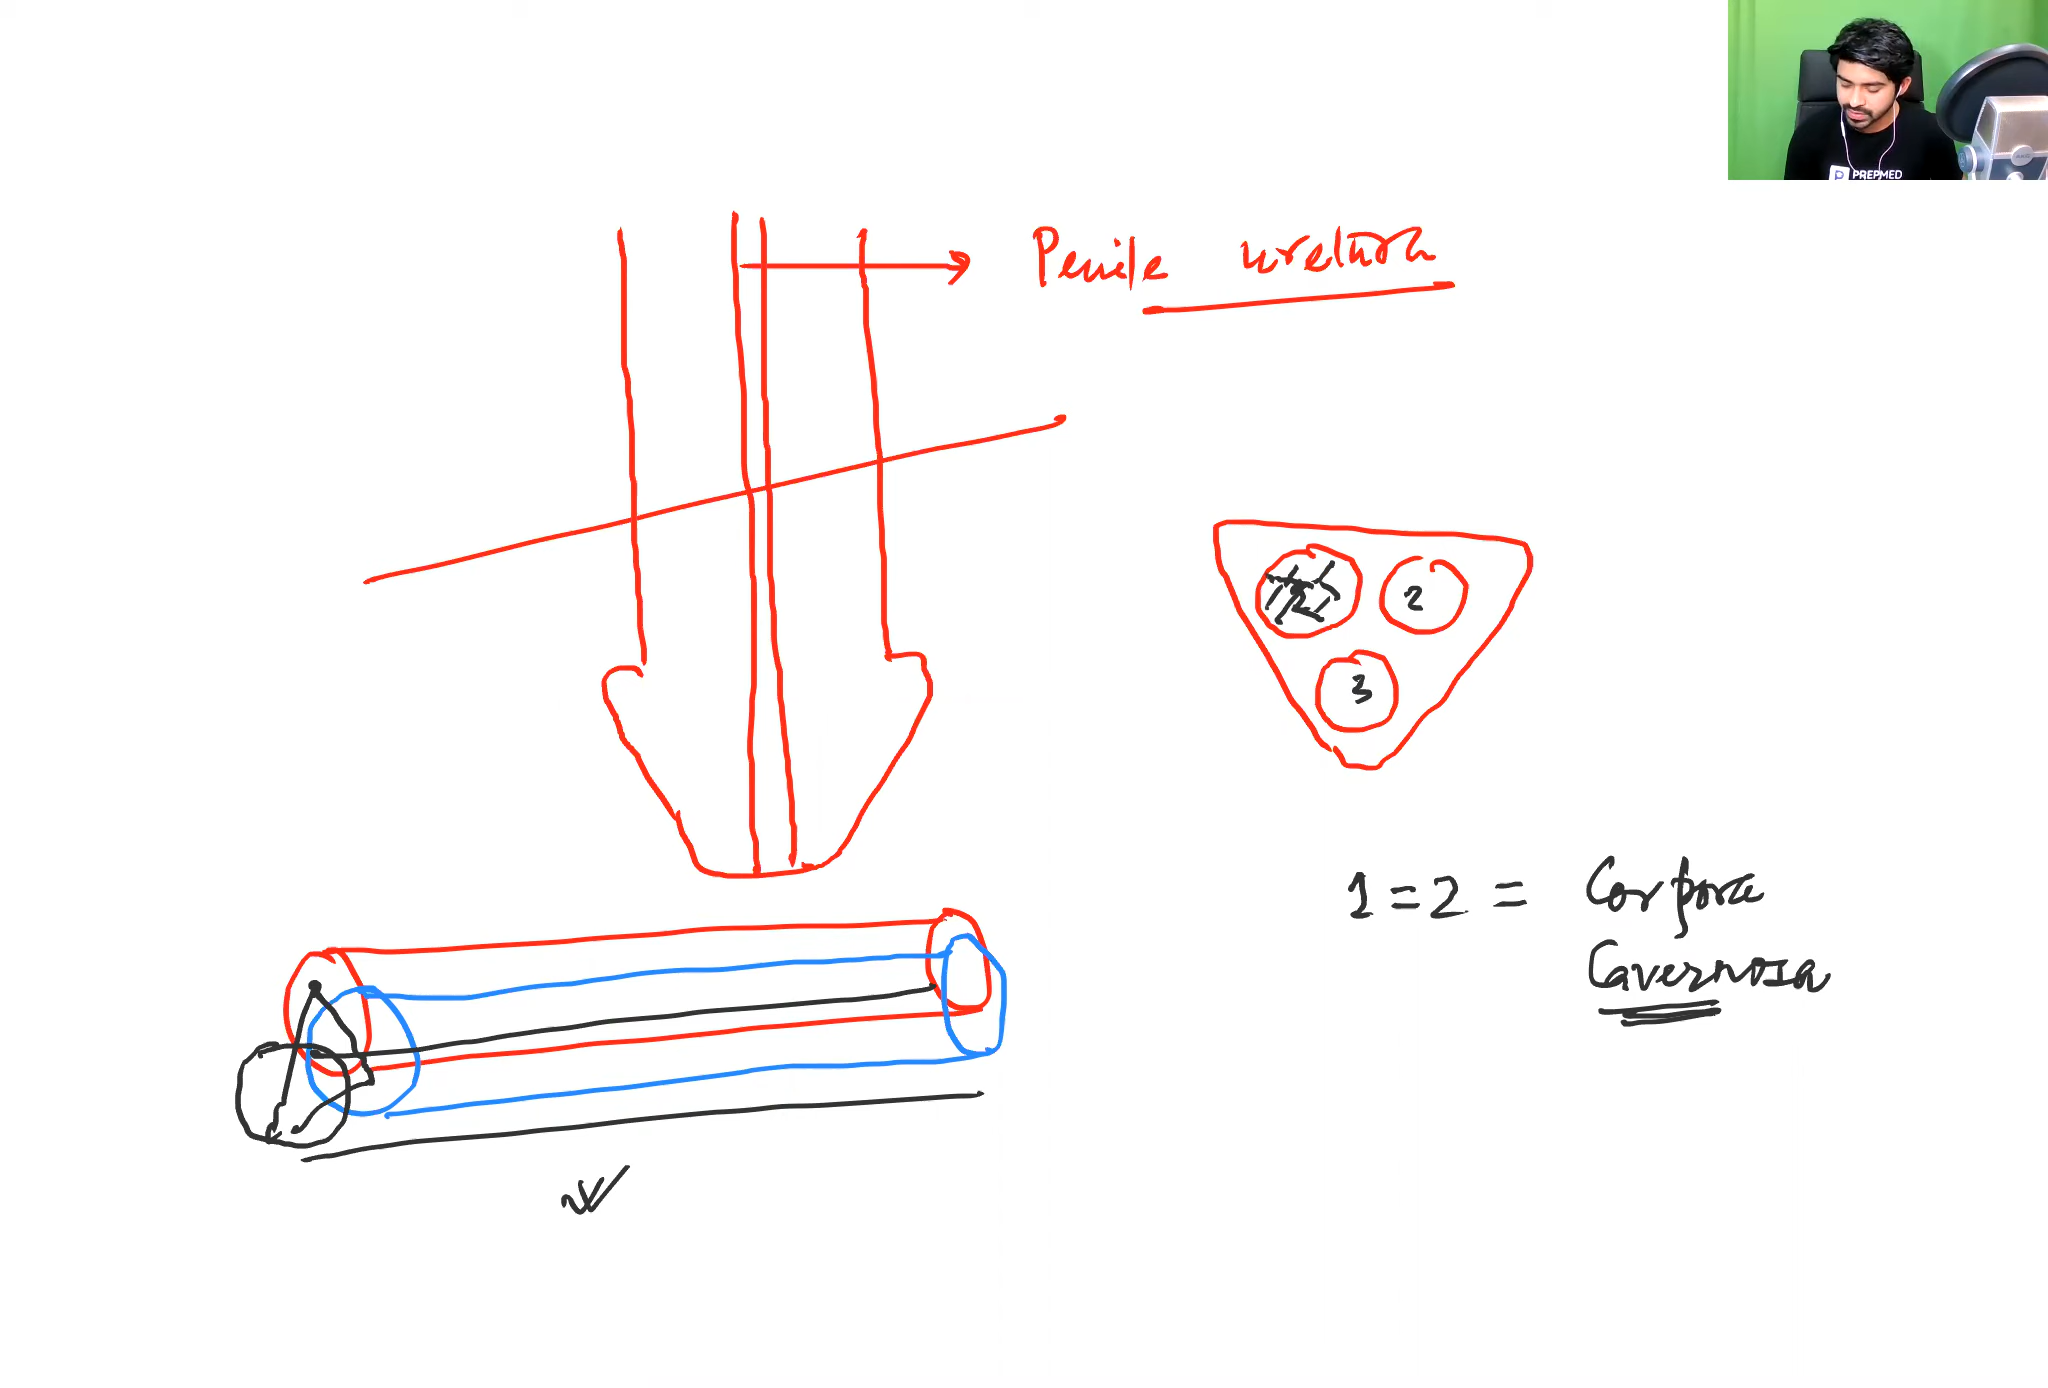 PREPMED
Penile urethra
2
3
1 = 2 = Corpora
Cavernosa